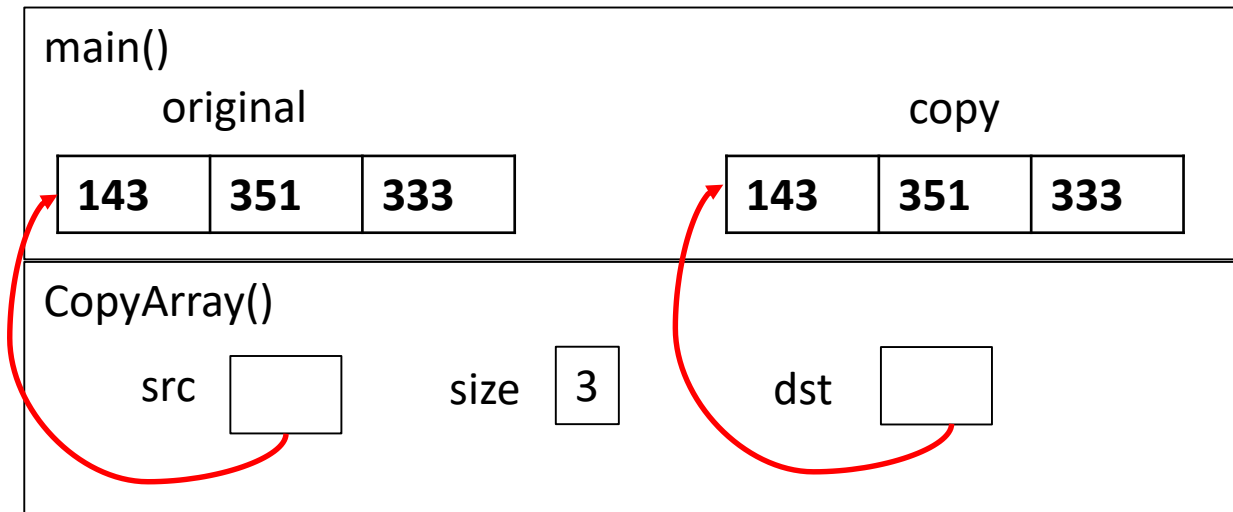 main()
original copy
143 351 333 143 351 333
CopyArray()
src size 3 dst